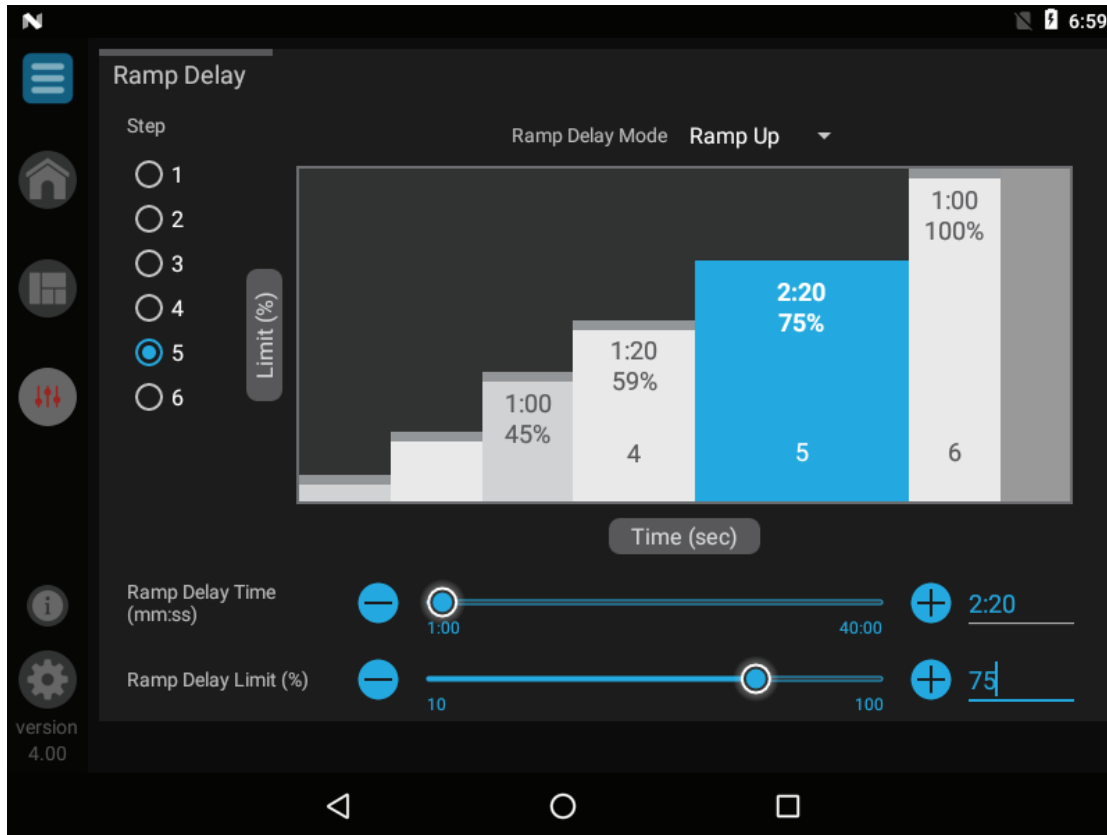 6:59
Ramp Delay
Step
Ramp Delay Mode Ramp Up
1
2
3
4
5
6
Limit (%)
1:00
45%
1:20
59%
4
2:20
75%
5
1:00
100%
6
Time (sec)
Ramp Delay Time
(mm:ss)
1:00
40:00
2:20
Ramp Delay Limit (%)
10
100
75
version
4.00